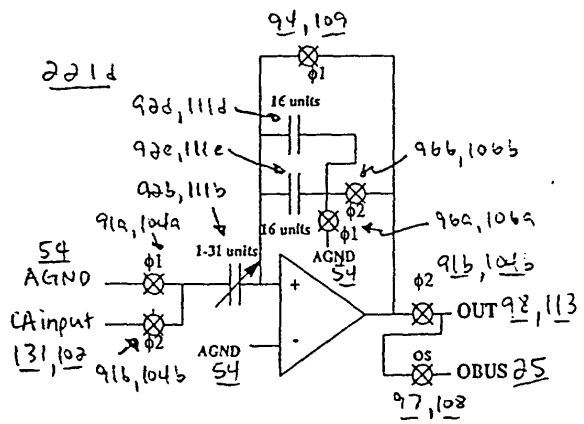 94, 109
221d
ϕ1
16 units
92d, 111d
92e, 111e
96b, 106b
92b, 111b
ϕ2
91a, 104a
16 units
ϕ1
96a, 106a
1-31 units
AGND
54
54
AGND
ϕ1
91b, 104b
ϕ2
+
CAinput
ϕ2
OUT 98, 113
131, 102
91b, 104b
AGND
54
-
OS
OBUS 25
97, 108